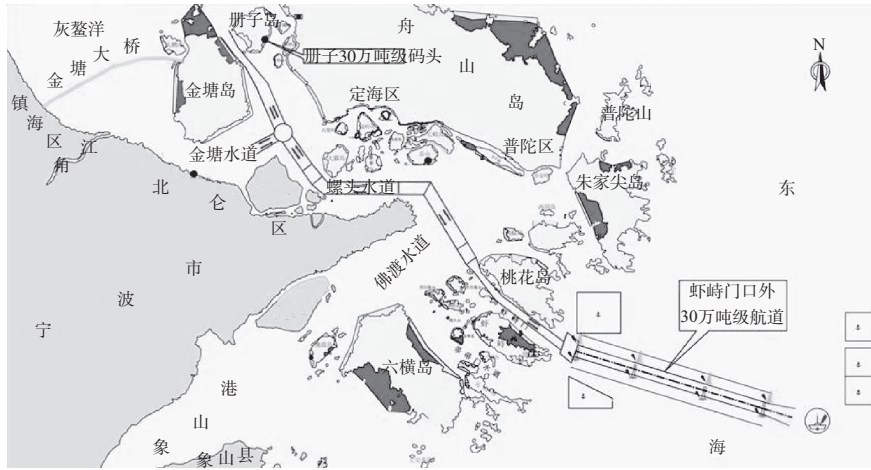 灰鳌洋
金塘大桥
册子岛
册子30万吨级码头
舟山岛
N
金塘岛
定海区
普陀山
镇海区
甬江
金塘水道
普陀区
北仑区
螺头水道
朱家尖岛
东海
宁波市
佛渡水道
桃花岛
虾峙门口外
30万吨级航道
六横岛
象山港
象山县